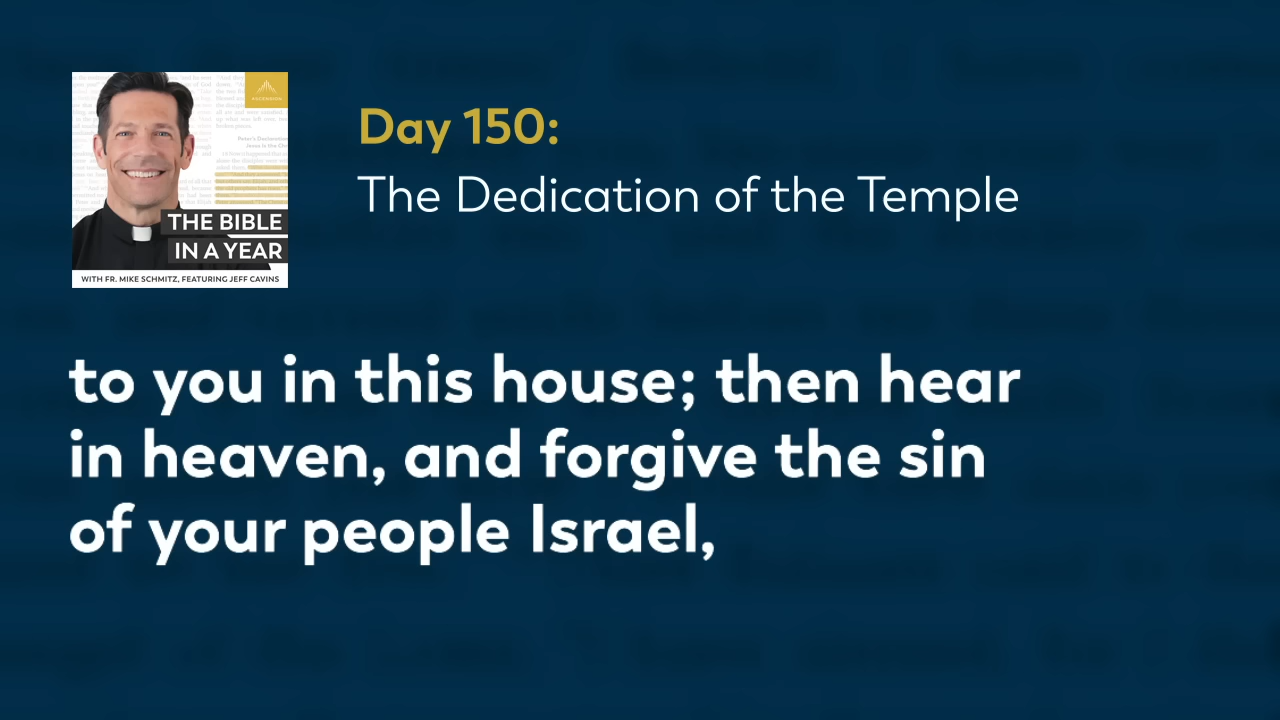 THE BIBLE
IN A YEAR
WITH FR. MIKE SCHMITZ, FEATURING JEFF CAVINS
Day 150:
The Dedication of the Temple
to you in this house; then hear
in heaven, and forgive the sin
of your people Israel,